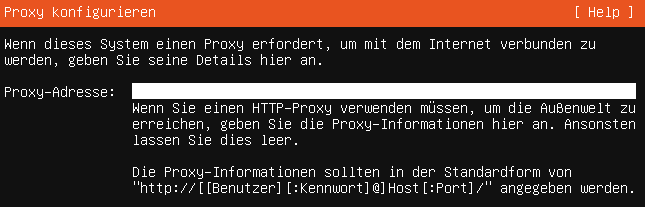 Proxy konfigurieren [ Help ]
Wenn dieses System einen Proxy erfordert, um mit dem Internet verbunden zu
werden, geben Sie seine Details hier an.
Proxy-Adresse:
Wenn Sie einen HTTP-Proxy verwenden müssen, um die Außenwelt zu
erreichen, geben Sie die Proxy-Informationen hier an. Ansonsten
lassen Sie dies leer.
Die Proxy-Informationen sollten in der Standardform von
"http://[[Benutzer][:Kennwort]@]Host[:Port]/" angegeben werden.